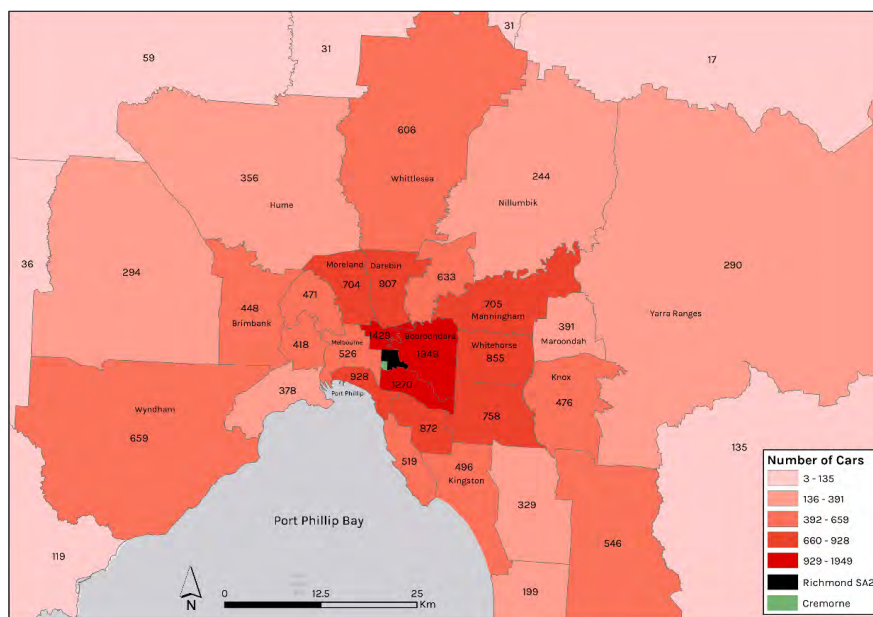 31
59
31
17
606
Whittlesea
356
Hume
244
Nillumbik
36
294
633
290
Yarra Ranges
Moreland
704
Darebin
907
448
Brimbank
471
705
Manningham
391
Maroondah
418
Melbourne
526
Boroondara
1949
Whitehorse
855
378
928
Port Phillip
1270
Knox
476
Wyndham
659
758
872
519
496
Kingston
329
135
546
119
199
Port Phillip Bay
N
0 12.5 25
Km
Number of Cars
3 - 135
136 - 391
392 - 659
660 - 928
929 - 1949
Richmond SA2
Cremorne